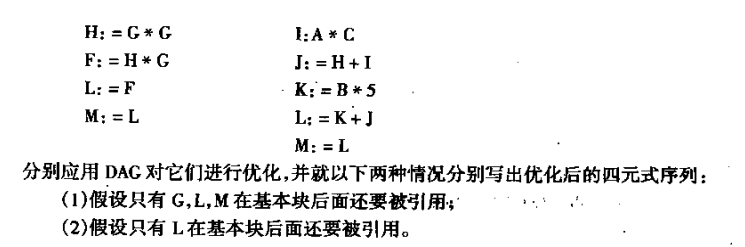 H: = G * G    I:A * C
F: = H * G    J: = H + I
L: = F    K: = B * 5
M: = L    L: = K + J
M: = L
分别应用 DAG 对它们进行优化,并就以下两种情况分别写出优化后的四元式序列:
(1)假设只有 G,L,M 在基本块后面还要被引用;
(2)假设只有 L 在基本块后面还要被引用。